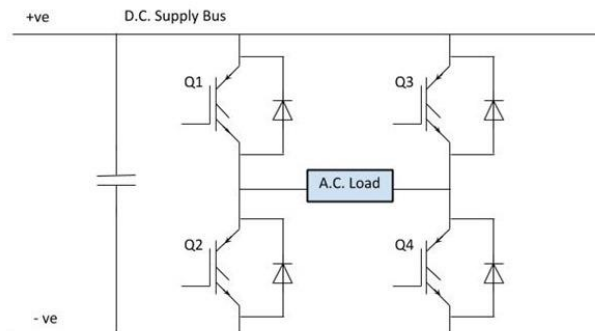 +ve D.C. Supply Bus
Q1 Q3
A.C. Load
Q2 Q4
- ve